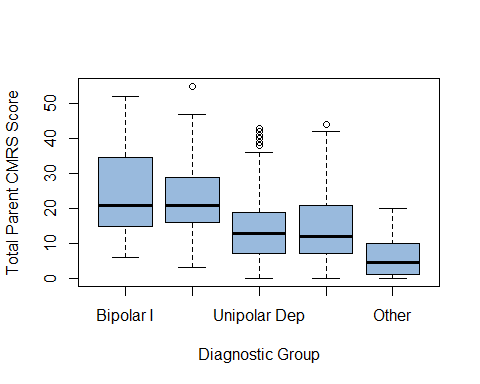 Total Parent CMRS Score
50
40
30
20
10
0
Bipolar I Unipolar Dep Other
Diagnostic Group